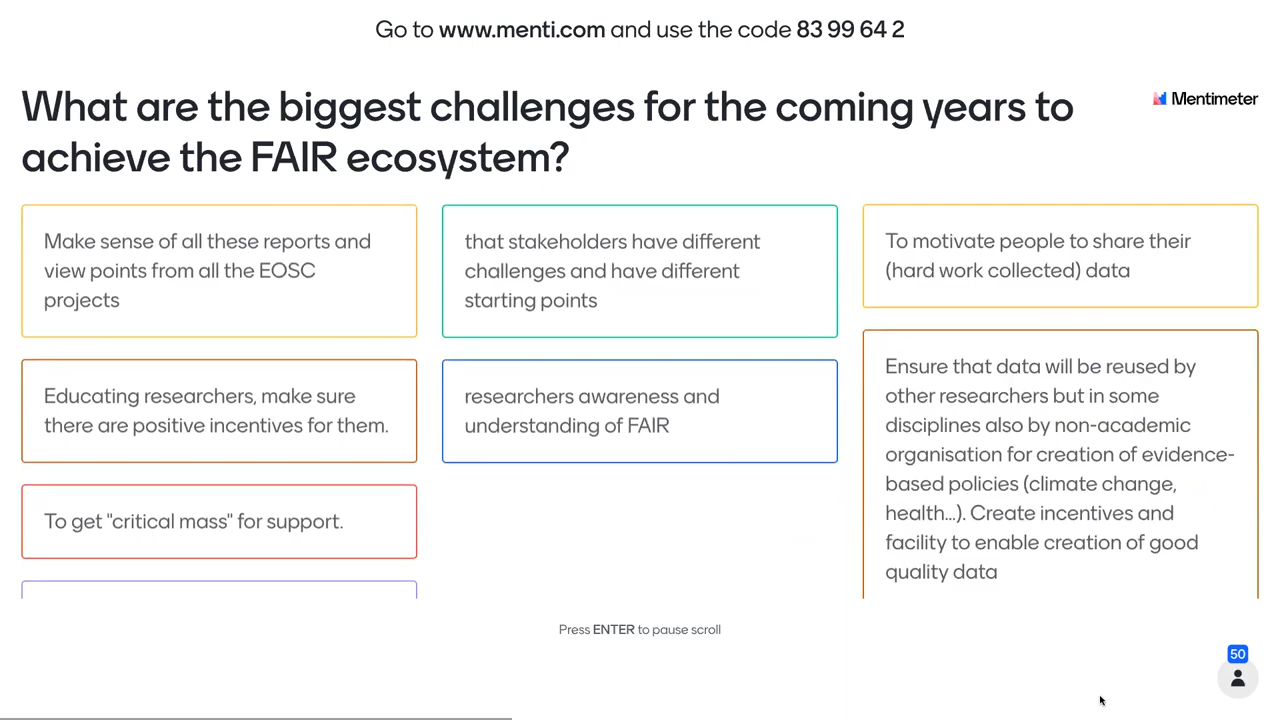 Go to www.menti.com and use the code 83 99 64 2
What are the biggest challenges for the coming years to
achieve the FAIR ecosystem?
Mentimeter
Make sense of all these reports and
view points from all the EOSC
projects
Educating researchers, make sure
there are positive incentives for them.
To get "critical mass" for support.
that stakeholders have different
challenges and have different
starting points
researchers awareness and
understanding of FAIR
To motivate people to share their
(hard work collected) data
Ensure that data will be reused by
other researchers but in some
disciplines also by non-academic
organisation for creation of evidence-
based policies (climate change,
health...). Create incentives and
facility to enable creation of good
quality data
Press ENTER to pause scroll
50